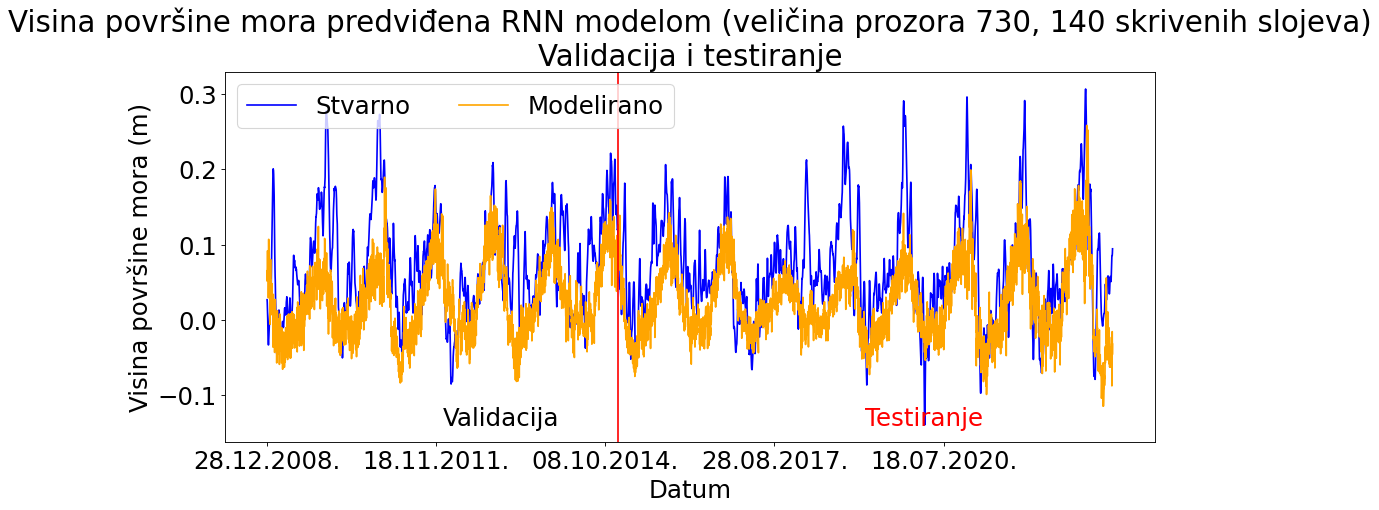 Visina površine mora predviđena RNN modelom (veličina prozora 730, 140 skrivenih slojeva)
Validacija i testiranje
Stvarno
Modelirano
Visina površine mora (m)
0.3
0.2
0.1
0.0
−0.1
Validacija
Testiranje
28.12.2008.
18.11.2011.
08.10.2014.
28.08.2017.
18.07.2020.
Datum